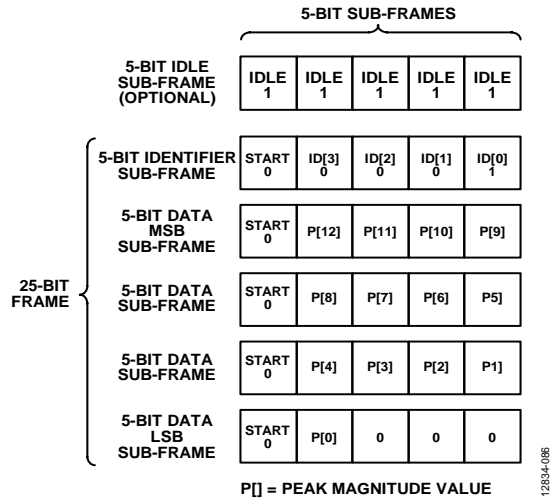 5-BIT SUB-FRAMES
5-BIT IDLE
SUB-FRAME
(OPTIONAL)
IDLE IDLE IDLE IDLE IDLE
1 1 1 1 1
25-BIT
FRAME
5-BIT IDENTIFIER
SUB-FRAME
START ID[3] ID[2] ID[1] ID[0]
0 0 0 0 1
5-BIT DATA
MSB
SUB-FRAME
START
0
P[12] P[11] P[10] P[9]
5-BIT DATA
SUB-FRAME
START
0
P[8] P[7] P[6] P5]
5-BIT DATA
SUB-FRAME
START
0
P[4] P[3] P[2] P1]
5-BIT DATA
LSB
SUB-FRAME
START
0
P[0] 0 0 0
P[] = PEAK MAGNITUDE VALUE
12834-086